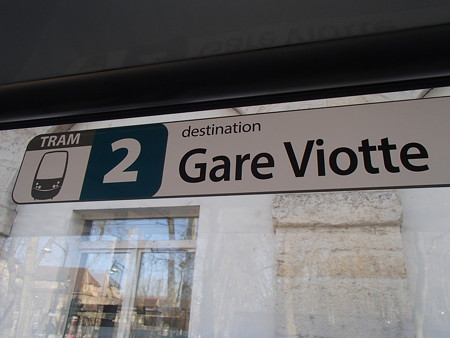 TRAM
2
destination
Gare Viotte